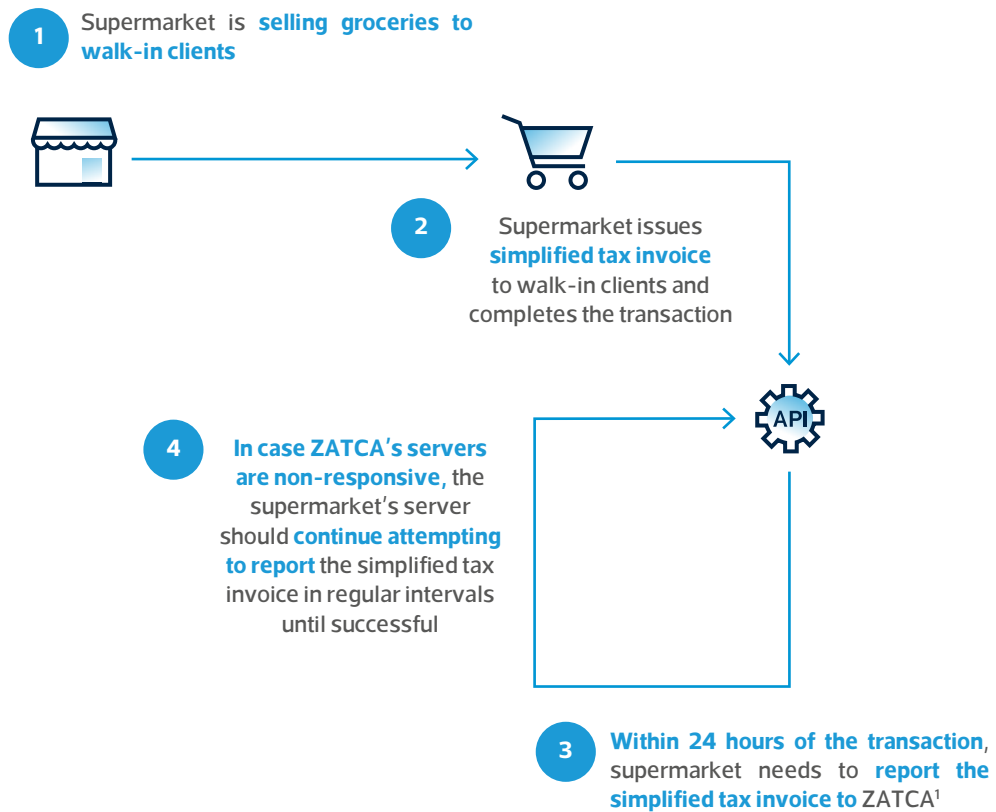 1
Supermarket is selling groceries to
walk-in clients
2
Supermarket issues
simplified tax invoice
to walk-in clients and
completes the transaction
API
4
In case ZATCA's servers
are non-responsive, the
supermarket's server
should continue attempting
to report the simplified tax
invoice in regular intervals
until successful
3
Within 24 hours of the transaction,
supermarket needs to report the
simplified tax invoice to ZATCA¹